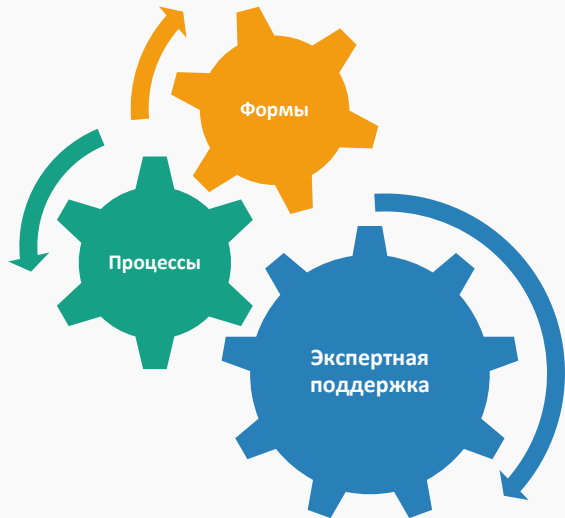 Формы
Процессы
Экспертная
поддержка